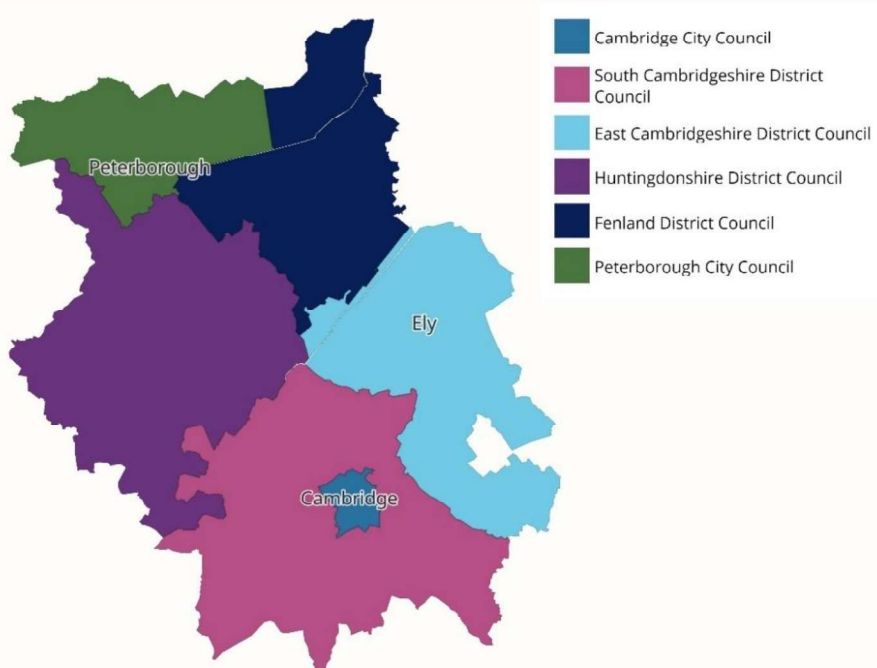 Cambridge City Council
South Cambridgeshire District
Council
East Cambridgeshire District Council
Huntingdonshire District Council
Fenland District Council
Peterborough City Council
Peterborough
Ely
Cambridge